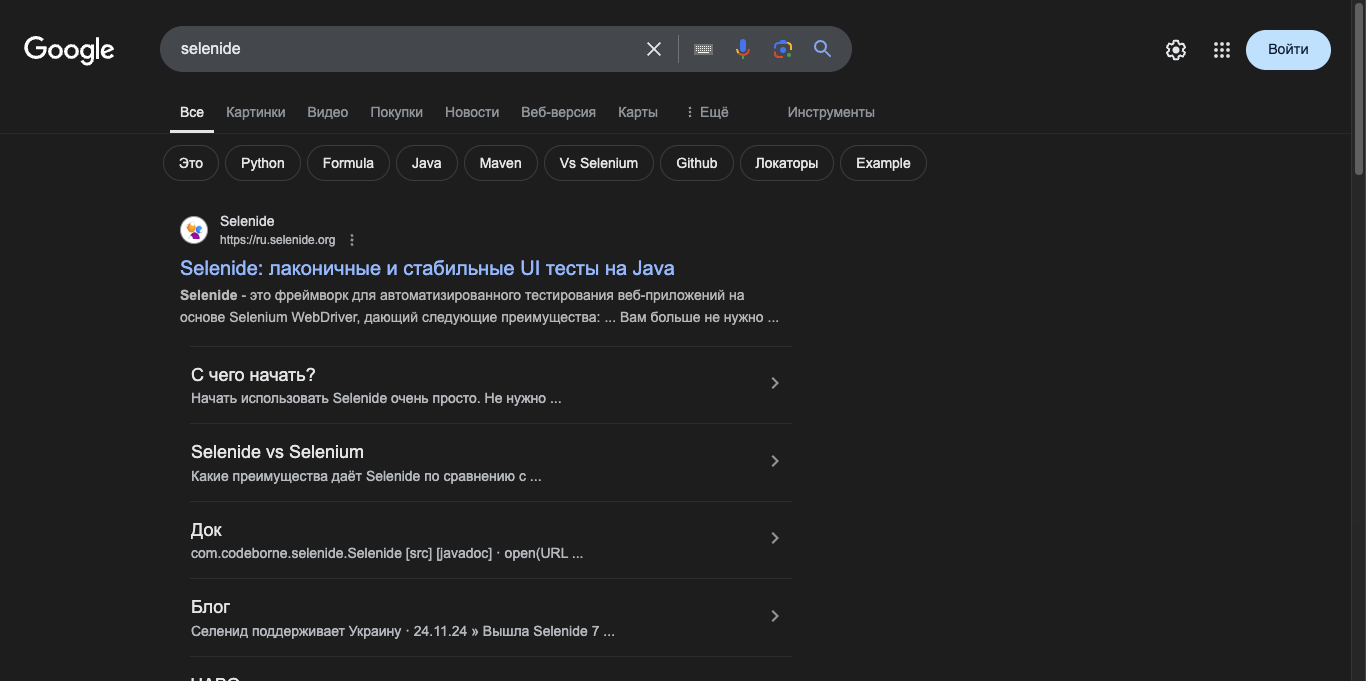 Google
selenide
Войти
Все Картинки Видео Покупки Новости Веб-версия Карты Ещё Инструменты
Это Python Formula Java Maven Vs Selenium Github Локаторы Example
Selenide
https://ru.selenide.org
Selenide: лаконичные и стабильные UI тесты на Java
Selenide - это фреймворк для автоматизированного тестирования веб-приложений на
основе Selenium WebDriver, дающий следующие преимущества: ... Вам больше не нужно ...
С чего начать?
Начать использовать Selenide очень просто. Не нужно ...
Selenide vs Selenium
Какие преимущества даёт Selenide по сравнению с ...
Док
com.codeborne.selenide.Selenide [src] [javadoc] · open(URL ...
Блог
Селенид поддерживает Украину · 24.11.24 » Вышла Selenide 7 ...